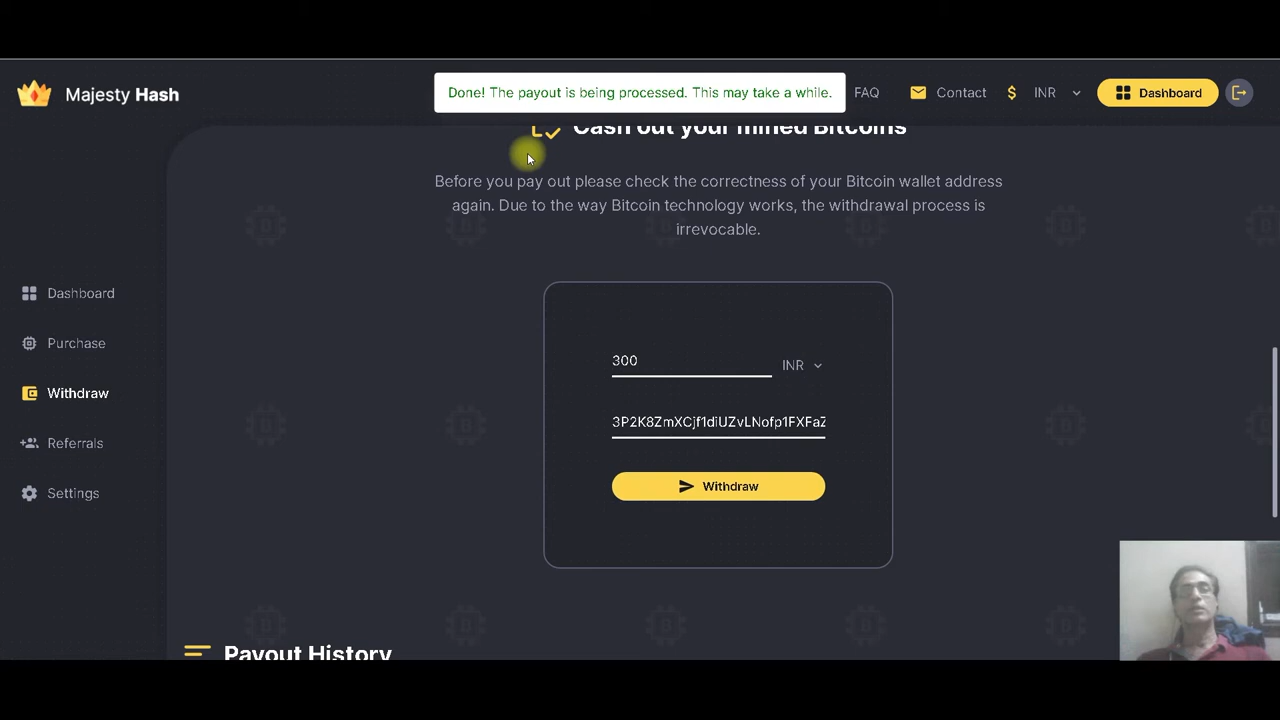 Majesty Hash
Done! The payout is being processed. This may take a while.
FAQ
Contact
$ INR
Dashboard
Cash out your mined Bitcoins
Before you pay out please check the correctness of your Bitcoin wallet address
again. Due to the way Bitcoin technology works, the withdrawal process is
irrevocable.
Dashboard
Purchase
Withdraw
Referrals
Settings
300
INR
3P2K8ZmXCjf1diUZvLNofp1FXFaZ
Withdraw
Payout History